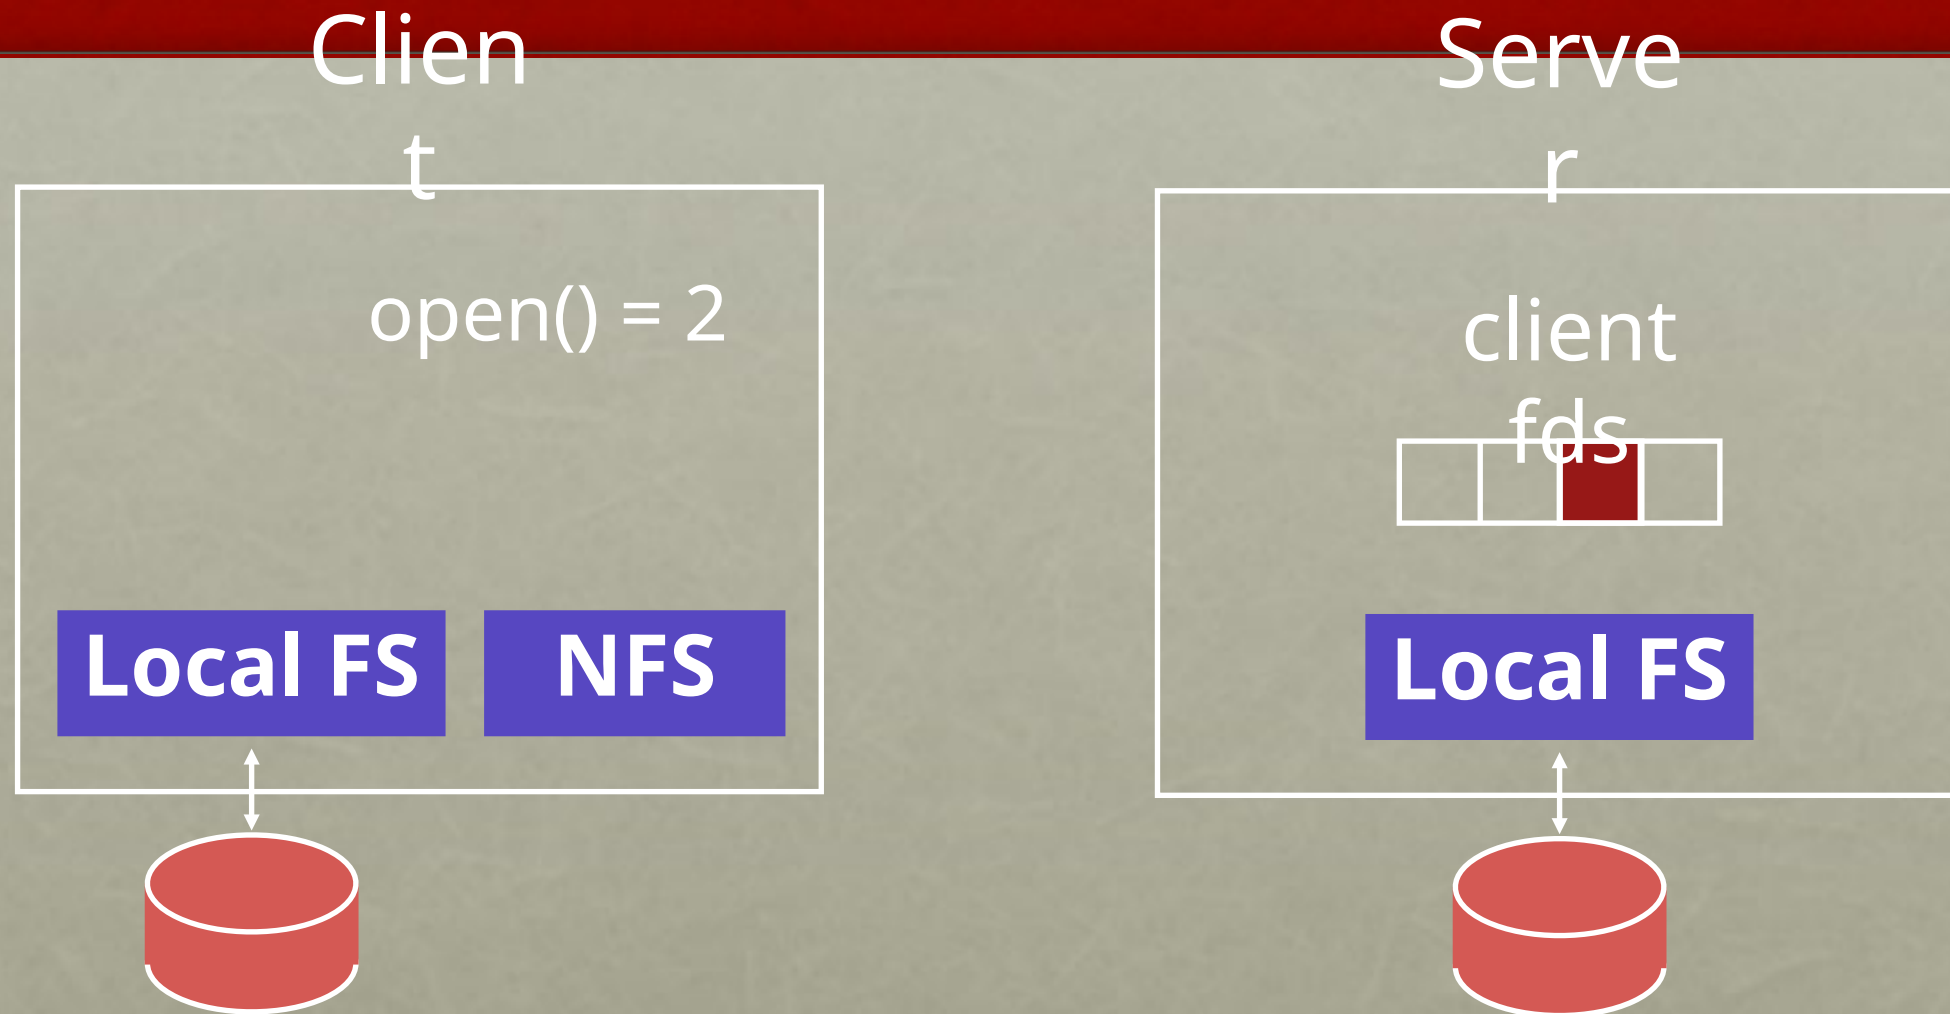 Clien
t
Serve
r
open() = 2
client
fds
Local FS
NFS
Local FS